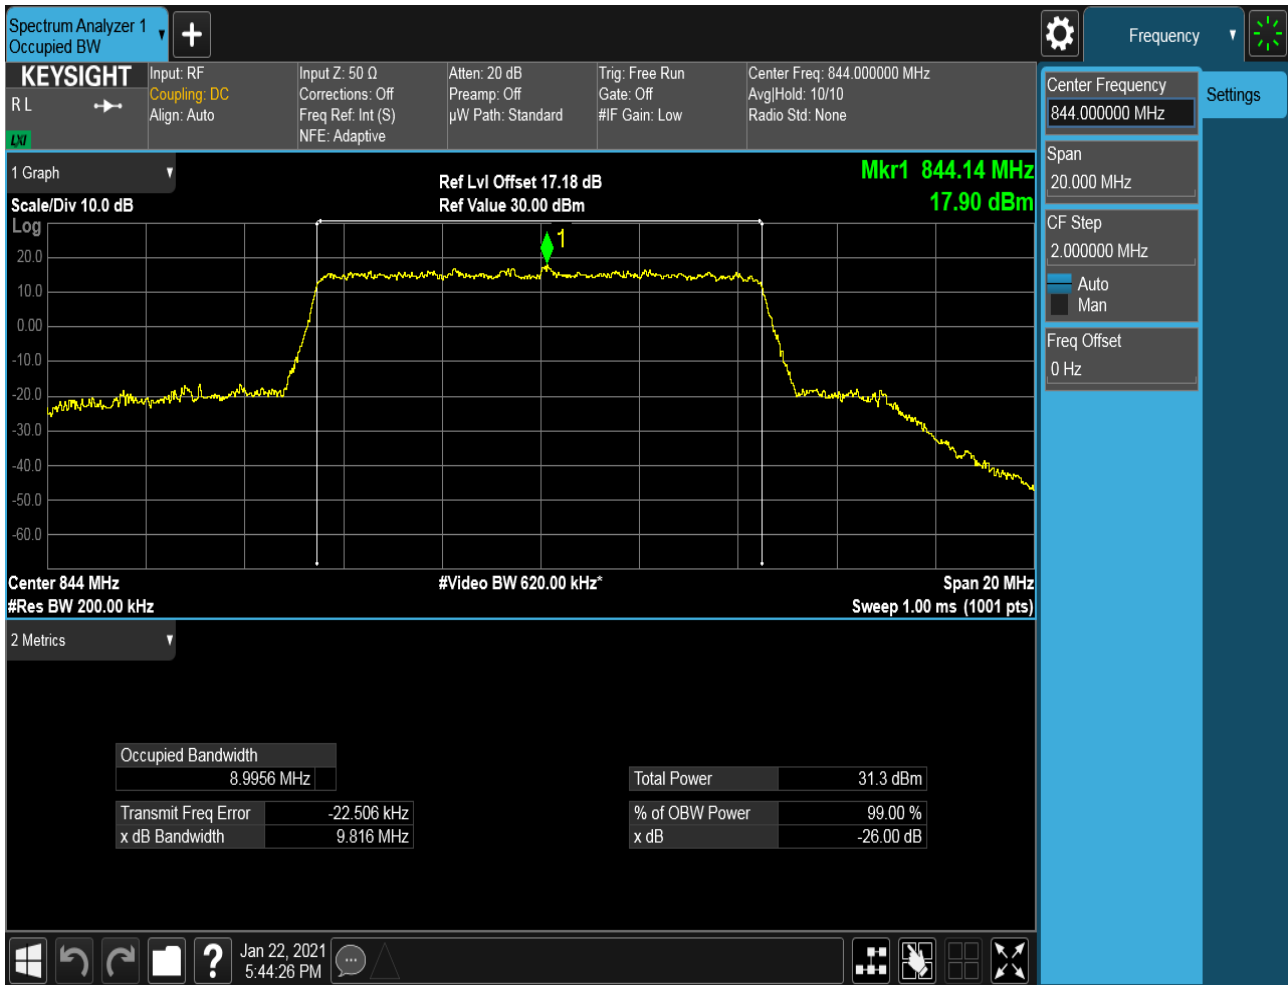 Spectrum Analyzer 1
Occupied BW
+
Frequency
KEYSIGHT
R L
LXI
Input: RF
Coupling: DC
Align: Auto
Input Z: 50 Ω
Corrections: Off
Freq Ref: Int (S)
NFE: Adaptive
Atten: 20 dB
Preamp: Off
µW Path: Standard
Trig: Free Run
Gate: Off
#IF Gain: Low
Center Freq: 844.000000 MHz
Avg|Hold: 10/10
Radio Std: None
Center Frequency
844.000000 MHz
Settings
Span
20.000 MHz
CF Step
2.000000 MHz
Auto
Man
Freq Offset
0 Hz
1 Graph
Scale/Div 10.0 dB
Ref Lvl Offset 17.18 dB
Ref Value 30.00 dBm
Mkr1 844.14 MHz
17.90 dBm
Log
1
20.0
10.0
0.00
-10.0
-20.0
-30.0
-40.0
-50.0
-60.0
Center 844 MHz
#Video BW 620.00 kHz*
Span 20 MHz
#Res BW 200.00 kHz
Sweep 1.00 ms (1001 pts)
2 Metrics
Occupied Bandwidth
8.9956 MHz
Total Power 31.3 dBm
Transmit Freq Error -22.506 kHz
% of OBW Power 99.00 %
x dB Bandwidth 9.816 MHz
x dB -26.00 dB
?
Jan 22, 2021
5:44:26 PM